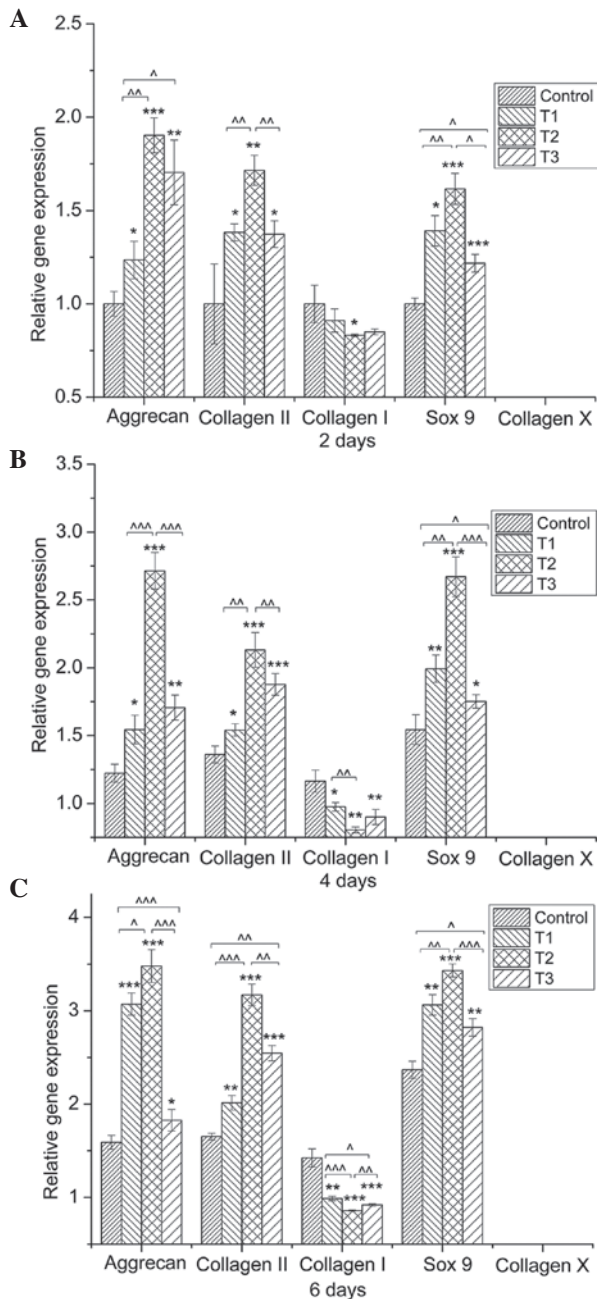 A
2.5
2.0
1.5
1.0
0.5
Relative gene expression
^
^^
***
**
*
^^
^^
**
*
*
*
^
^^
^
***
*
***
Control
T1
T2
T3
Aggrecan
Collagen II
Collagen I
Sox 9
Collagen X
2 days
B
3.5
3.0
2.5
2.0
1.5
1.0
Relative gene expression
^^^
^^^
***
*
**
^^
^^
***
*
***
^^
*
**
**
^
^^
^^^
***
**
*
Control
T1
T2
T3
Aggrecan
Collagen II
Collagen I
Sox 9
Collagen X
4 days
C
4
3
2
1
Relative gene expression
^^^
^
^^^
***
***
*
^^
^^^
^^
***
**
***
^
^^^
^^
**
***
***
^
^^
^^^
***
**
**
Control
T1
T2
T3
Aggrecan
Collagen II
Collagen I
Sox 9
Collagen X
6 days